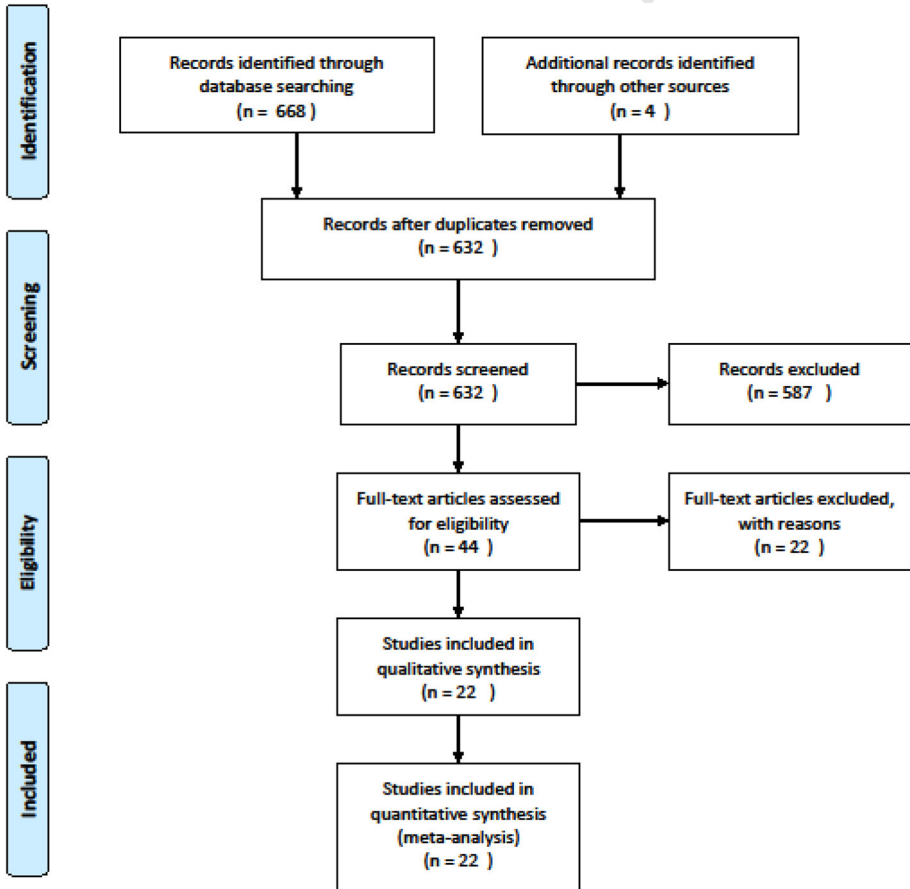 Identification
Records identified through
database searching
(n = 668 )
Additional records identified
through other sources
(n = 4 )
Records after duplicates removed
(n = 632 )
Screening
Records screened
(n = 632 )
Records excluded
(n = 587 )
Eligibility
Full-text articles assessed
for eligibility
(n = 44 )
Full-text articles excluded,
with reasons
(n = 22 )
Studies included in
qualitative synthesis
(n = 22 )
Included
Studies included in
quantitative synthesis
(meta-analysis)
(n = 22 )